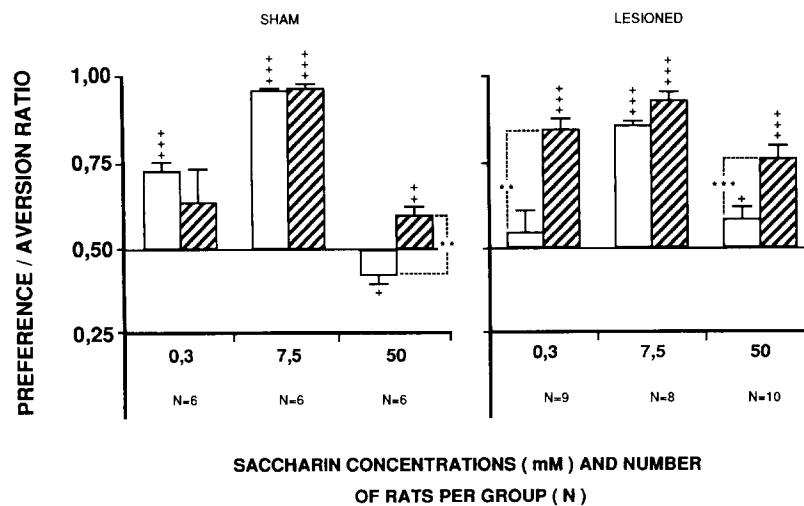 SHAM
LESIONED
PREFERENCE / AVERSION RATIO
1,00
0,75
0,50
0,25
+++
+++
+++
+
++
**
0,3
7,5
50
N=6
N=6
N=6
**
+++
+++
+++
***
+
+++
0,3
7,5
50
N=9
N=8
N=10
SACCHARIN CONCENTRATIONS ( mM ) AND NUMBER
OF RATS PER GROUP ( N )